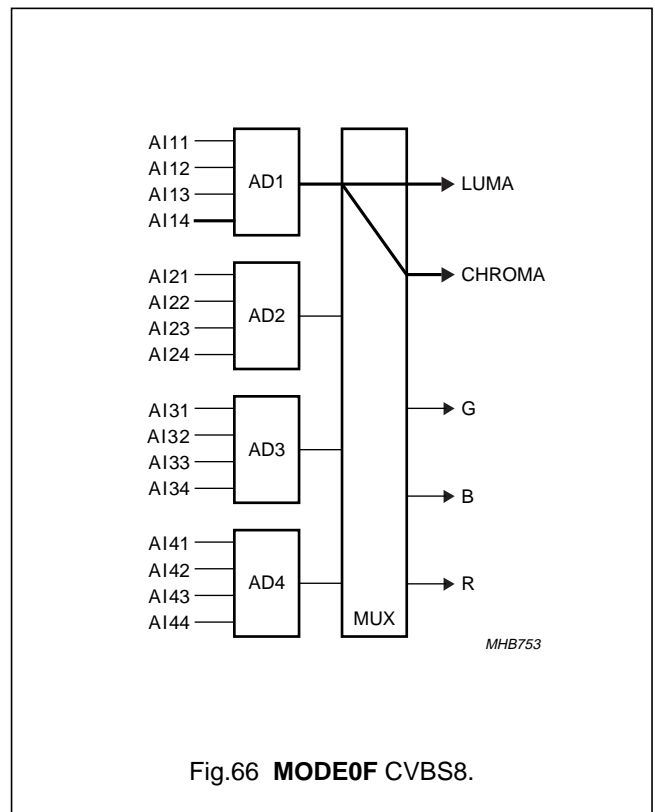 AI11
AI12
AI13
AI14
AD1
LUMA
CHROMA
AI21
AI22
AI23
AI24
AD2
AI31
AI32
AI33
AI34
AD3
G
B
AI41
AI42
AI43
AI44
AD4
R
MUX
MHB753
Fig.66 MODE0F CVBS8.